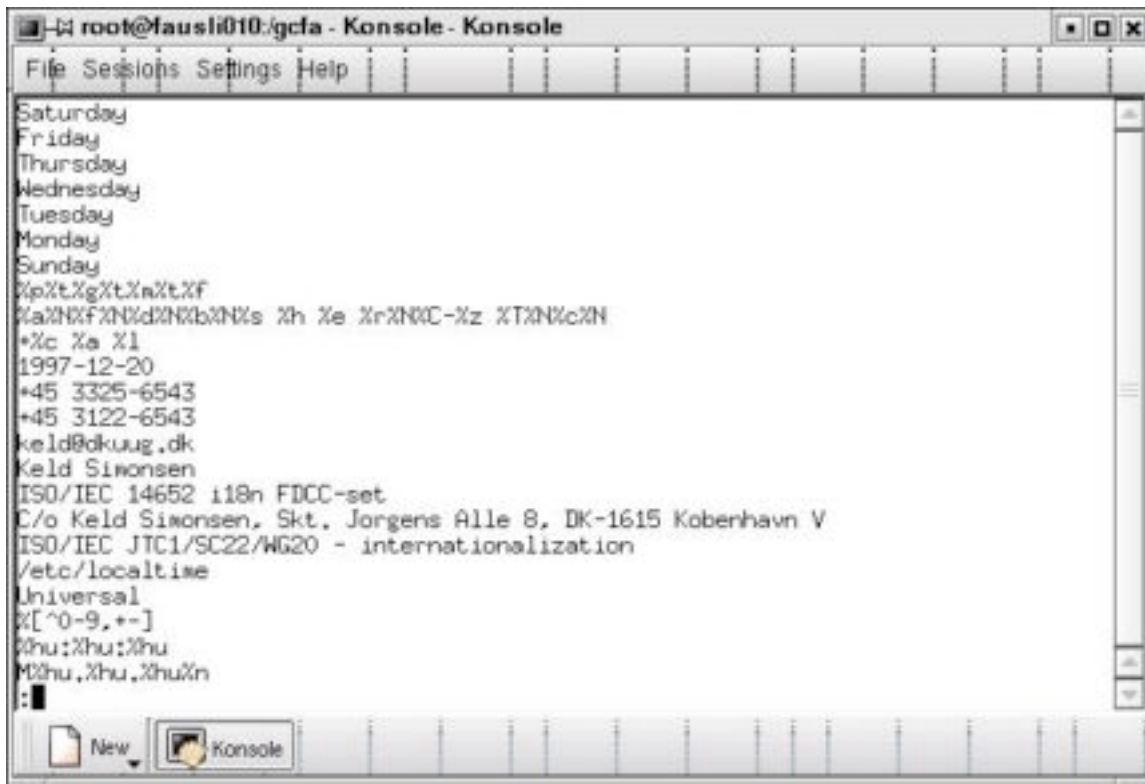 root@fausli010:/gcfa - Konsole - Konsole
File Sessions Settings Help
Saturday
Friday
Thursday
Wednesday
Tuesday
Monday
Sunday
%p%t%g%t%m%t%f
%a%N%f%N%d%N%b%N%s %h %e %r%N%C-%z %T%N%c%N
+%c %a %l
1997-12-20
+45 3325-6543
+45 3122-6543
keld@dkuug.dk
Keld Simonsen
ISO/IEC 14652 i18n FDCC-set
C/o Keld Simonsen, Skt. Jorgens Alle 8, DK-1615 Kobenhavn V
ISO/IEC JTC1/SC22/WG20 - internationalization
/etc/localtime
Universal
%[^0-9,+-]
%hu:%hu:%hu
M%hu.%hu.%hu%n
:
New
Konsole